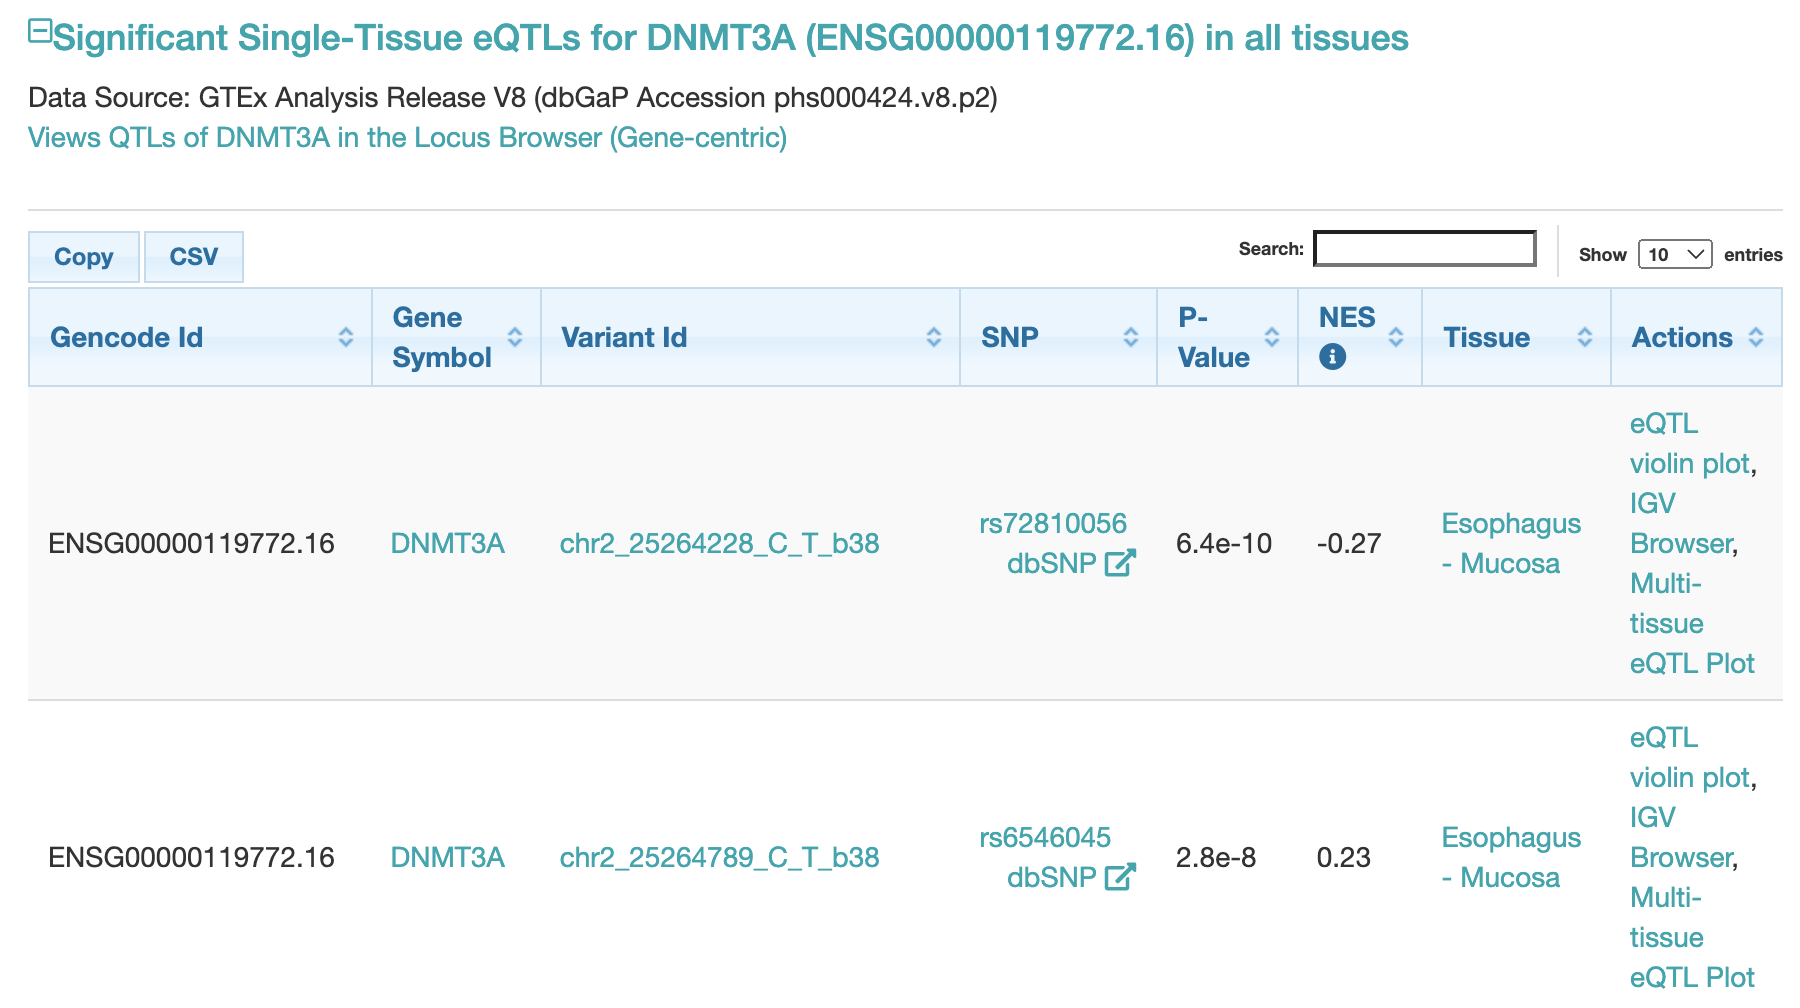 Significant Single-Tissue eQTLs for DNMT3A (ENSG00000119772.16) in all tissues
Data Source: GTEx Analysis Release V8 (dbGaP Accession phs000424.v8.p2)
Views QTLs of DNMT3A in the Locus Browser (Gene-centric)
Copy CSV Search: Show 10 entries
Gencode Id Gene Symbol Variant Id SNP P-Value NES Tissue Actions
ENSG00000119772.16 DNMT3A chr2_25264228_C_T_b38 rs72810056 dbSNP 6.4e-10 -0.27 Esophagus - Mucosa eQTL violin plot, IGV Browser, Multi-tissue eQTL Plot
ENSG00000119772.16 DNMT3A chr2_25264789_C_T_b38 rs6546045 dbSNP 2.8e-8 0.23 Esophagus - Mucosa eQTL violin plot, IGV Browser, Multi-tissue eQTL Plot